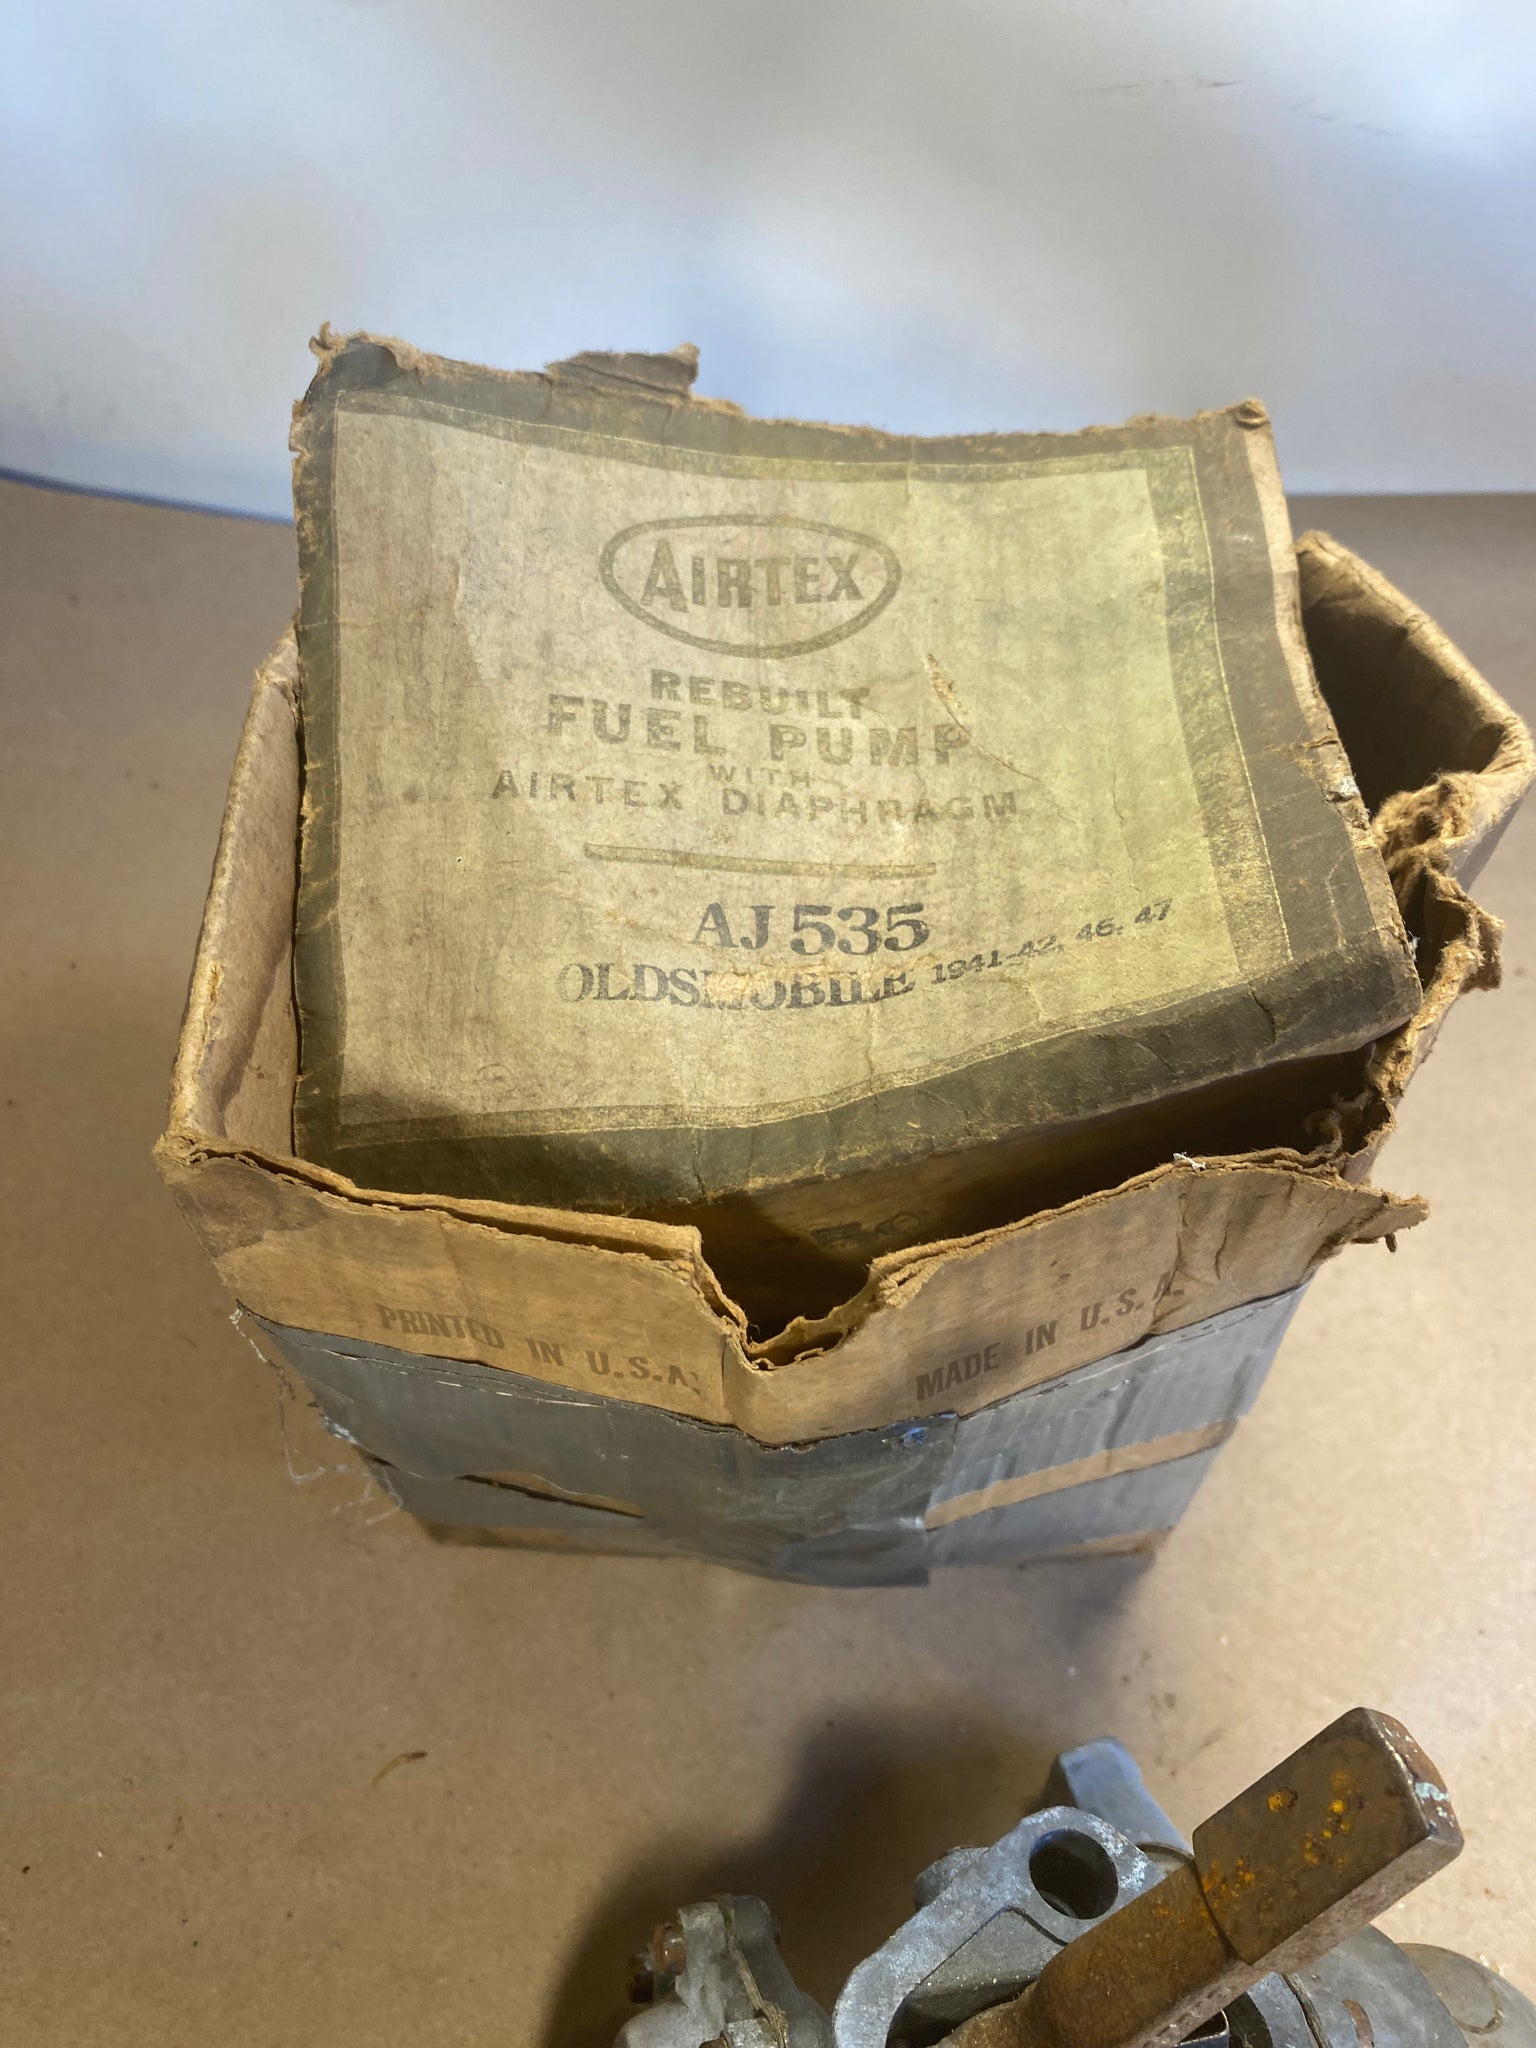 AIRTEX
REBUILT
FUEL PUMP
WITH
AIRTEX DIAPHRAGM
AJ 535
OLDSMOBILE 1941-42, 46, 47
PRINTED IN U.S.A.
MADE IN U.S.A.